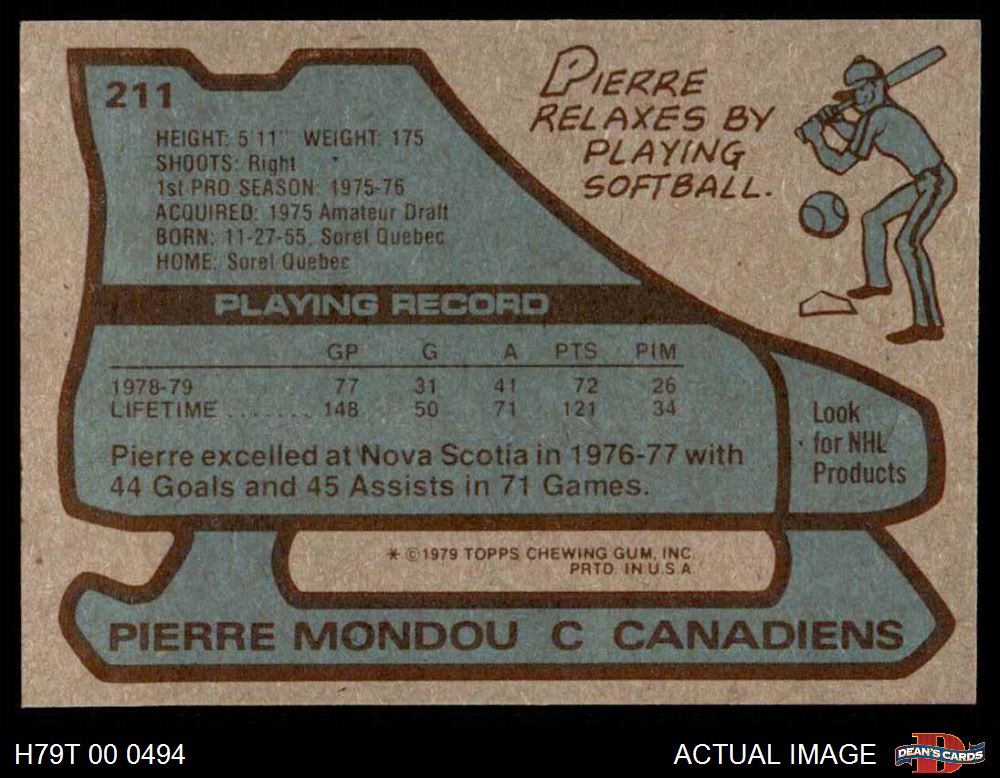 211
HEIGHT: 5'11" WEIGHT: 175
SHOOTS: Right
1st PRO SEASON: 1975-76
ACQUIRED: 1975 Amateur Draft
BORN: 11-27-55, Sorel Quebec
HOME: Sorel Quebec
PIERRE
RELAXES BY
PLAYING
SOFTBALL.
PLAYING RECORD
GP G A PTS PIM
1978-79 77 31 41 72 26
LIFETIME ........ 148 50 71 121 34
Pierre excelled at Nova Scotia in 1976-77 with
44 Goals and 45 Assists in 71 Games.
Look
for NHL
Products
* ©1979 TOPPS CHEWING GUM, INC.
PRTD. IN U.S.A.
PIERRE MONDOU C CANADIENS
H79T 00 0494
ACTUAL IMAGE
DEAN'S CARDS